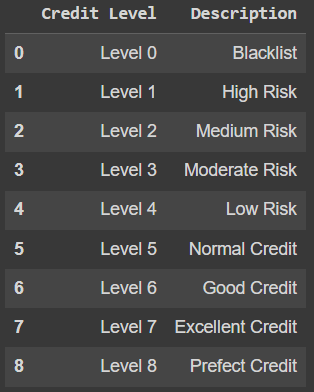 Credit Level Description
0 Level 0 Blacklist
1 Level 1 High Risk
2 Level 2 Medium Risk
3 Level 3 Moderate Risk
4 Level 4 Low Risk
5 Level 5 Normal Credit
6 Level 6 Good Credit
7 Level 7 Excellent Credit
8 Level 8 Prefect Credit